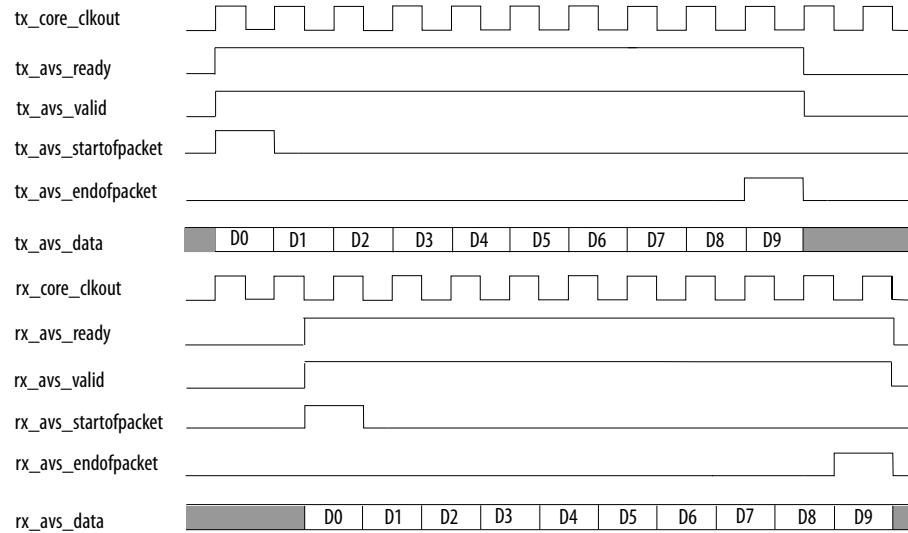 tx_core_clkout
tx_avs_ready
tx_avs_valid
tx_avs_startofpacket
tx_avs_endofpacket
tx_avs_data D0 D1 D2 D3 D4 D5 D6 D7 D8 D9
rx_core_clkout
rx_avs_ready
rx_avs_valid
rx_avs_startofpacket
rx_avs_endofpacket
rx_avs_data D0 D1 D2 D3 D4 D5 D6 D7 D8 D9